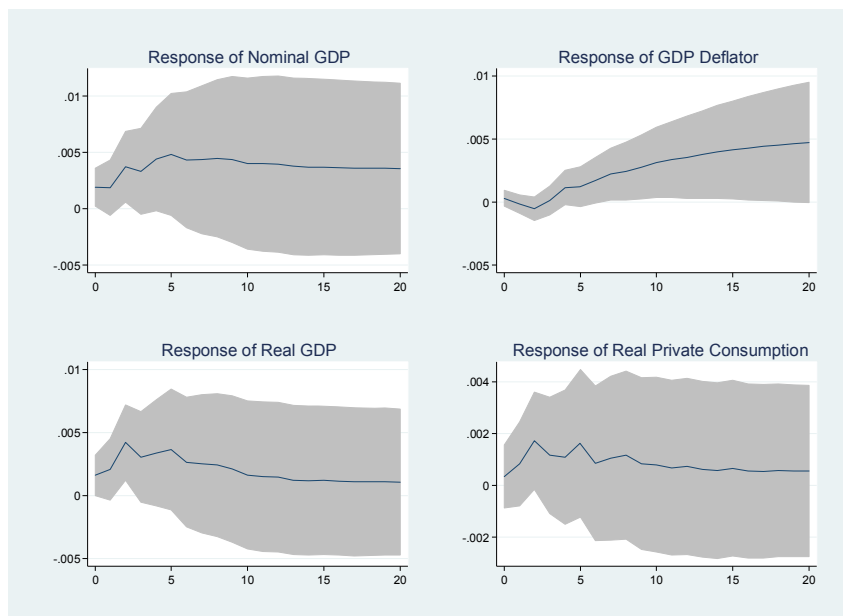 Response of Nominal GDP
.01
.005
0
-.005
0 5 10 15 20
Response of GDP Deflator
.01
.005
0
-.005
0 5 10 15 20
Response of Real GDP
.01
.005
0
-.005
0 5 10 15 20
Response of Real Private Consumption
.004
.002
0
-.002
0 5 10 15 20